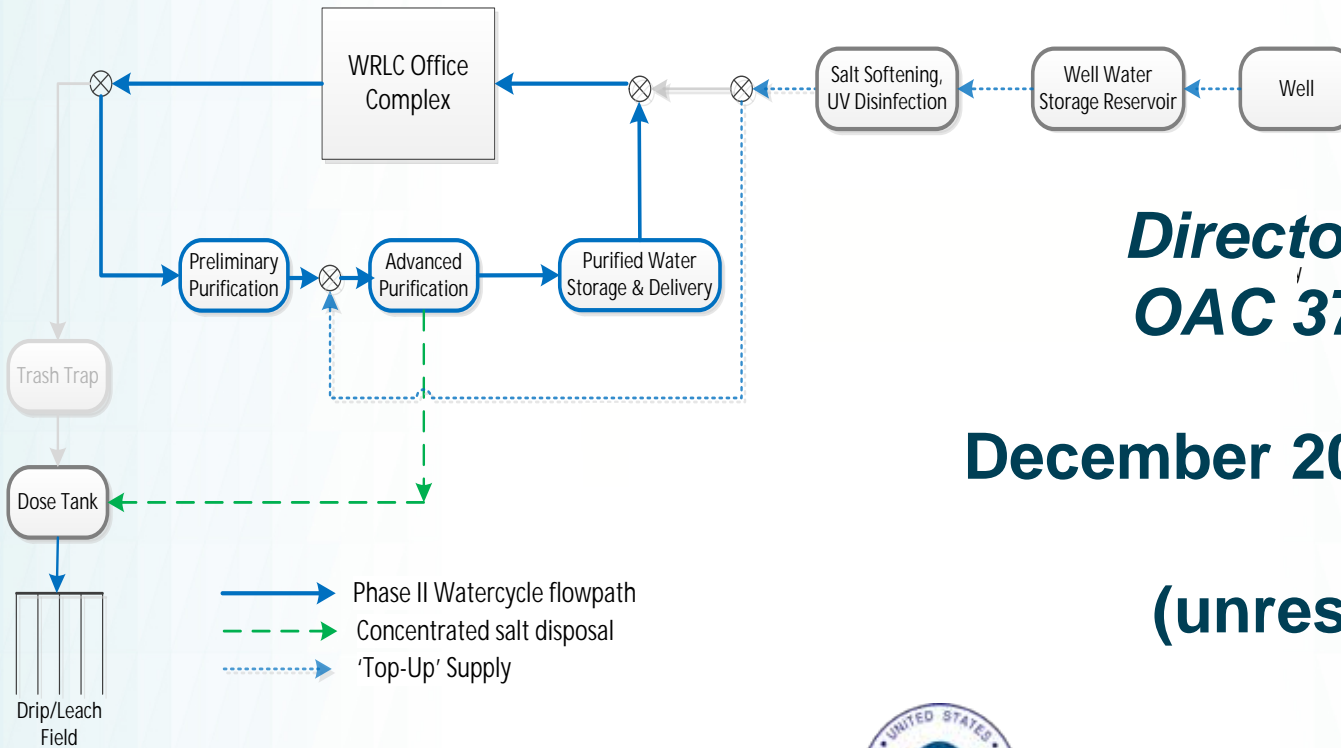 WRLC Office
Complex
Salt Softening,
UV Disinfection
Well Water
Storage Reservoir
Well
Preliminary
Purification
Advanced
Purification
Purified Water
Storage & Delivery
Trash Trap
Dose Tank
Drip/Leach
Field
Phase II Watercycle flowpath
Concentrated salt disposal
'Top-Up' Supply
Directo
OAC 37
December 20
(unres
UNITED STATES